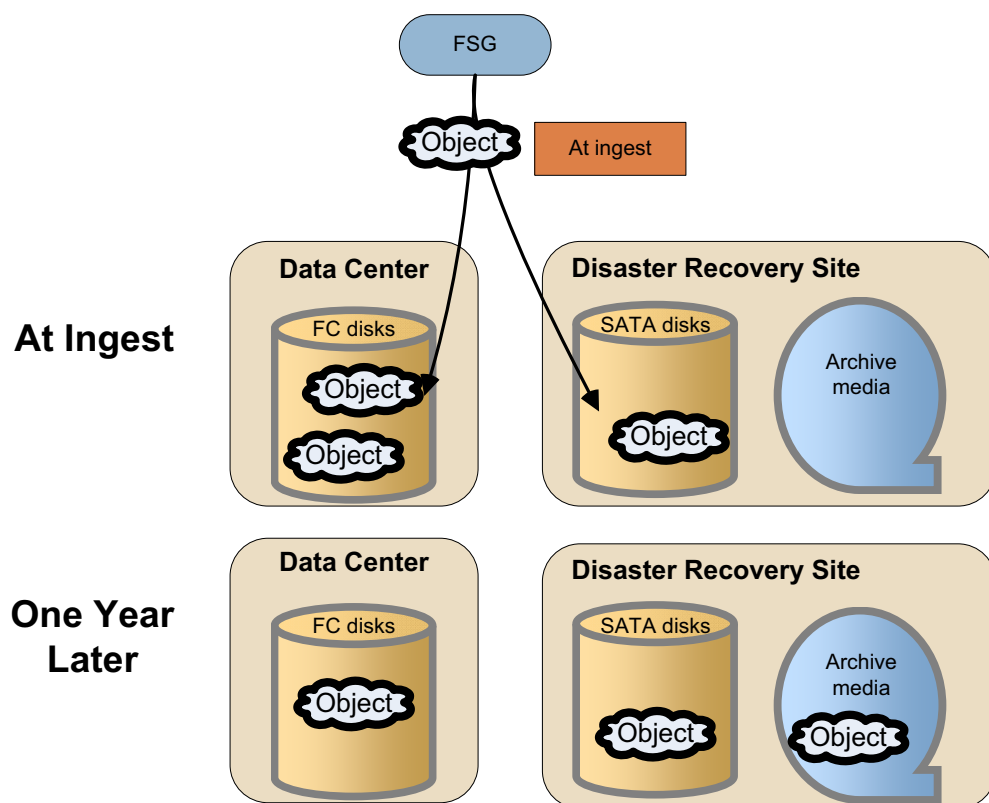 FSG
Object
At ingest
At Ingest
Data Center
FC disks
Object
Object
Disaster Recovery Site
SATA disks
Object
Archive
media
One Year
Later
Data Center
FC disks
Object
Disaster Recovery Site
SATA disks
Object
Archive
media
Object